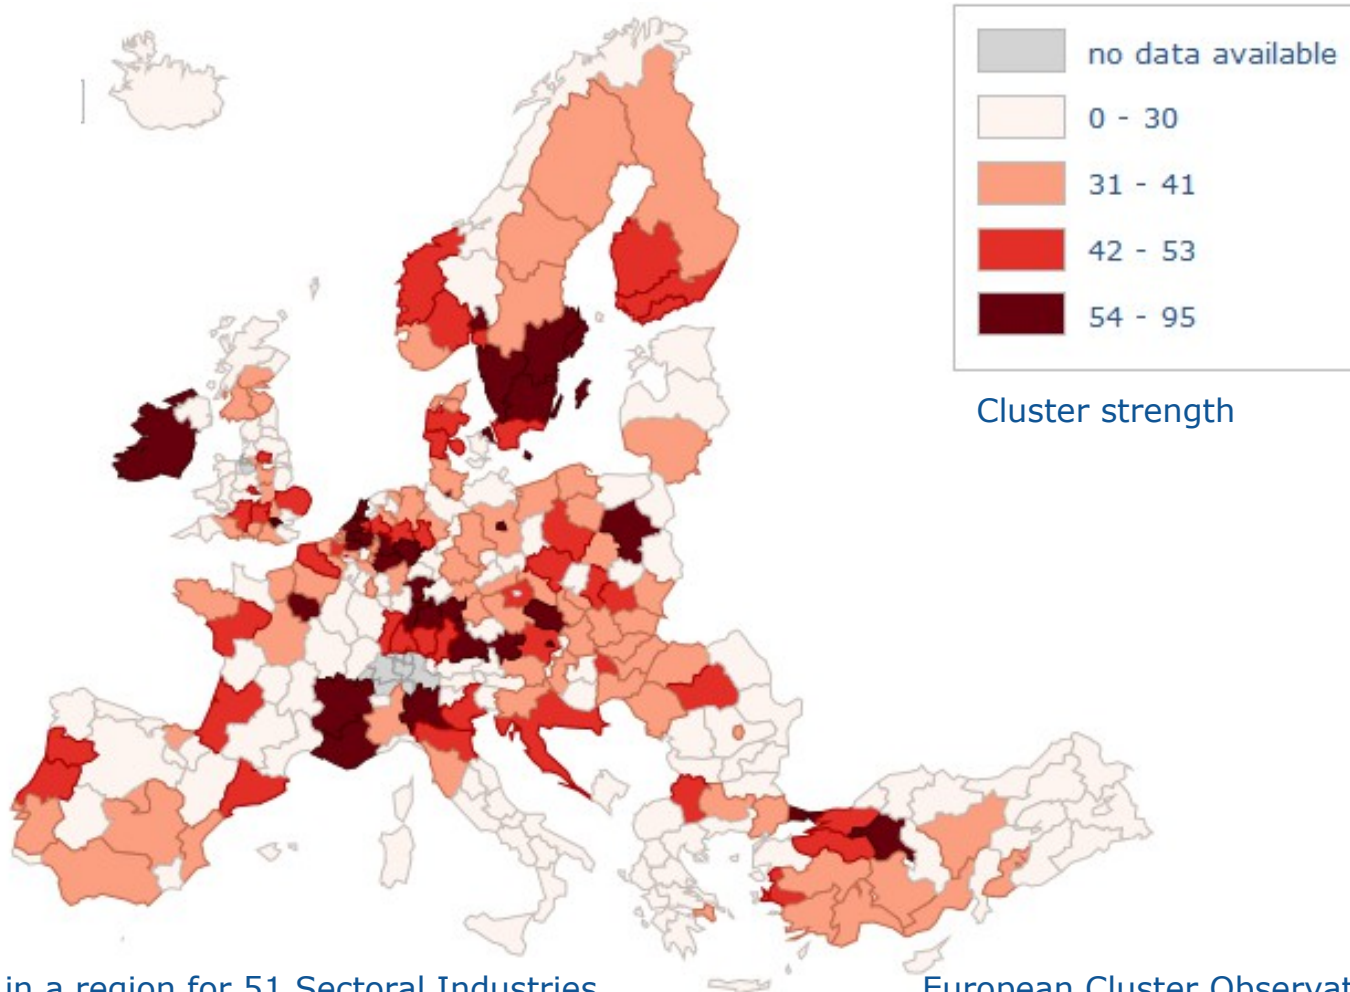 no data available
0 - 30
31 - 41
42 - 53
54 - 95
Cluster strength
in a region for 51 Sectoral Industries
European Cluster Observat